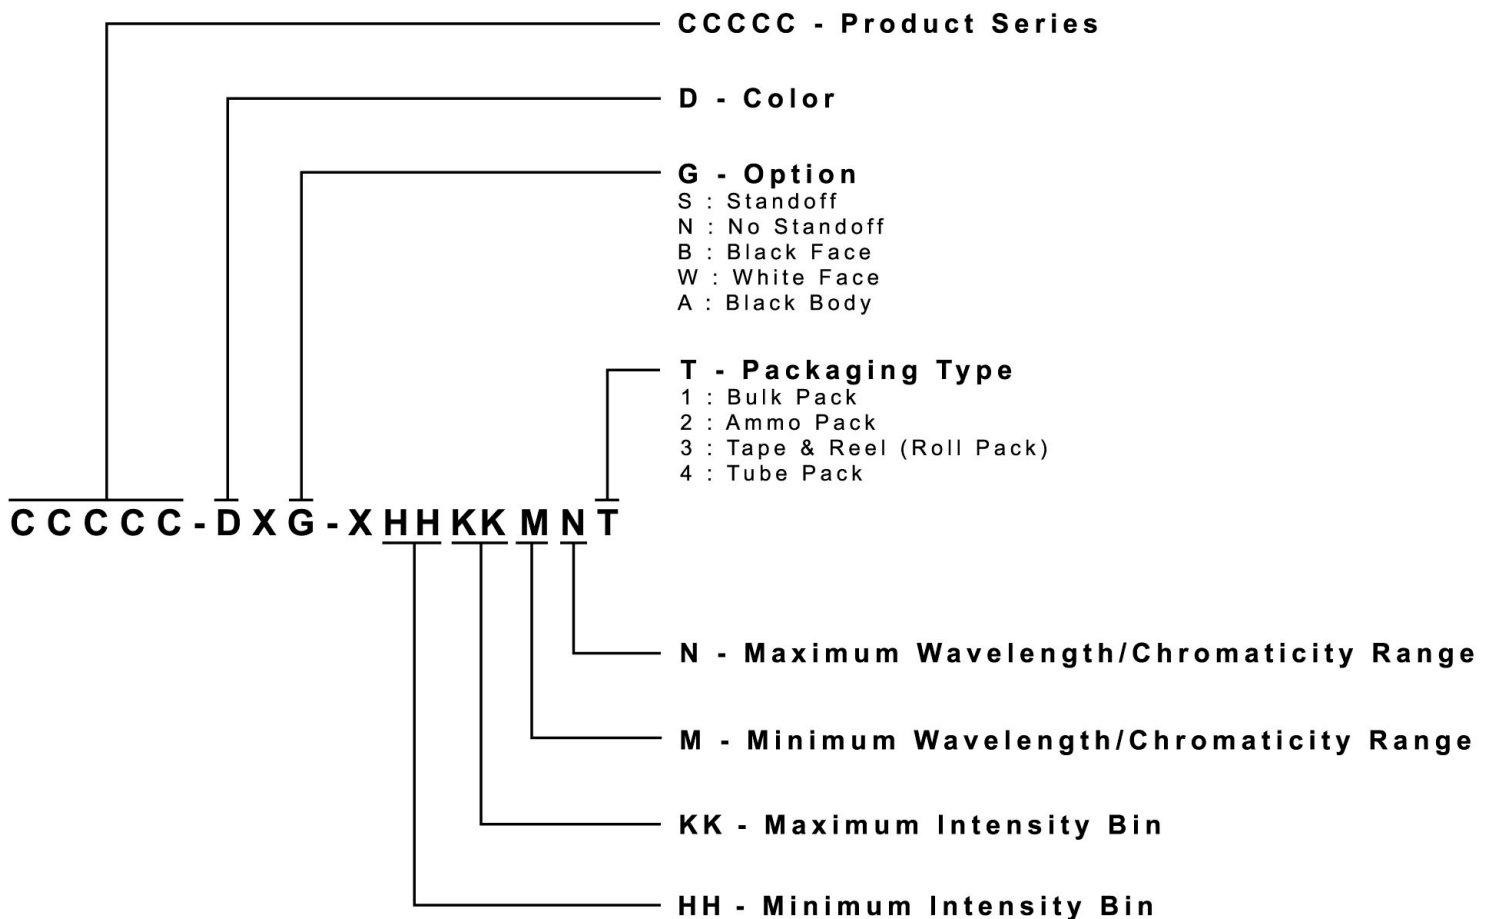 CCCCC - Product Series
D - Color
G - Option
S : Standoff
N : No Standoff
B : Black Face
W : White Face
A : Black Body
T - Packaging Type
1 : Bulk Pack
2 : Ammo Pack
3 : Tape & Reel (Roll Pack)
4 : Tube Pack
CCCCC-DXG-XHHKKMNT
N - Maximum Wavelength/Chromaticity Range
M - Minimum Wavelength/Chromaticity Range
KK - Maximum Intensity Bin
HH - Minimum Intensity Bin